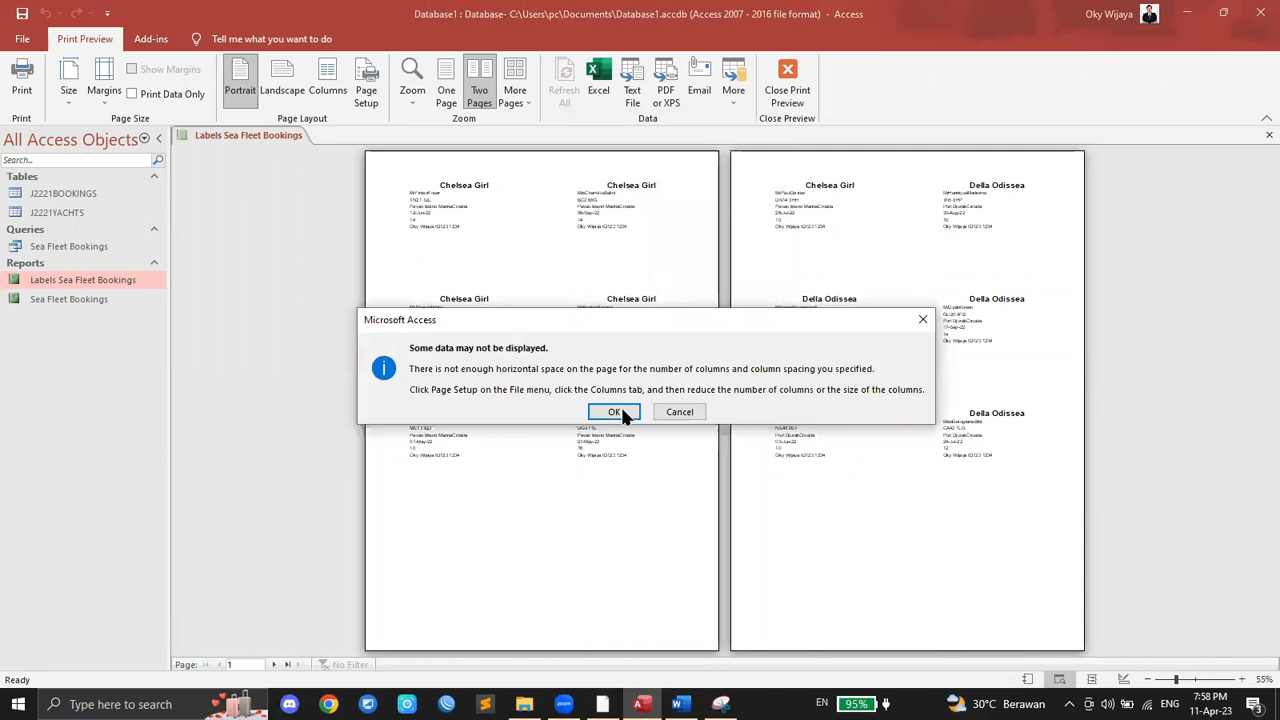 Database1 : Database- C:\Users\pc\Documents\Database1.accdb (Access 2007 - 2016 file format) - Access
Oky Wijaya
File
Print Preview
Add-ins
Tell me what you want to do
Print
Size
Margins
Show Margins
Print Data Only
Portrait
Landscape
Columns
Page Setup
Zoom
One Page
Two Pages
More Pages
Refresh All
Excel
Text File
PDF or XPS
Email
More
Close Print Preview
Print
Page Size
Page Layout
Zoom
Data
Close Preview
All Access Objects
Labels Sea Fleet Bookings
Search...
Tables
J2221BOOKINGS
J2221YACHTS
Queries
Sea Fleet Bookings
Reports
Labels Sea Fleet Bookings
Sea Fleet Bookings
Chelsea Girl
Chelsea Girl
Chelsea Girl
Della Odissea
Chelsea Girl
Chelsea Girl
Della Odissea
Della Odissea
Della Odissea
Microsoft Access
Some data may not be displayed.
There is not enough horizontal space on the page for the number of columns and column spacing you specified.
Click Page Setup on the File menu, click the Columns tab, and then reduce the number of columns or the size of the columns.
OK
Cancel
Page:
1
No Filter
Ready
55%
Type here to search
EN
95%
30°C Berawan
7:58 PM
11-Apr-23